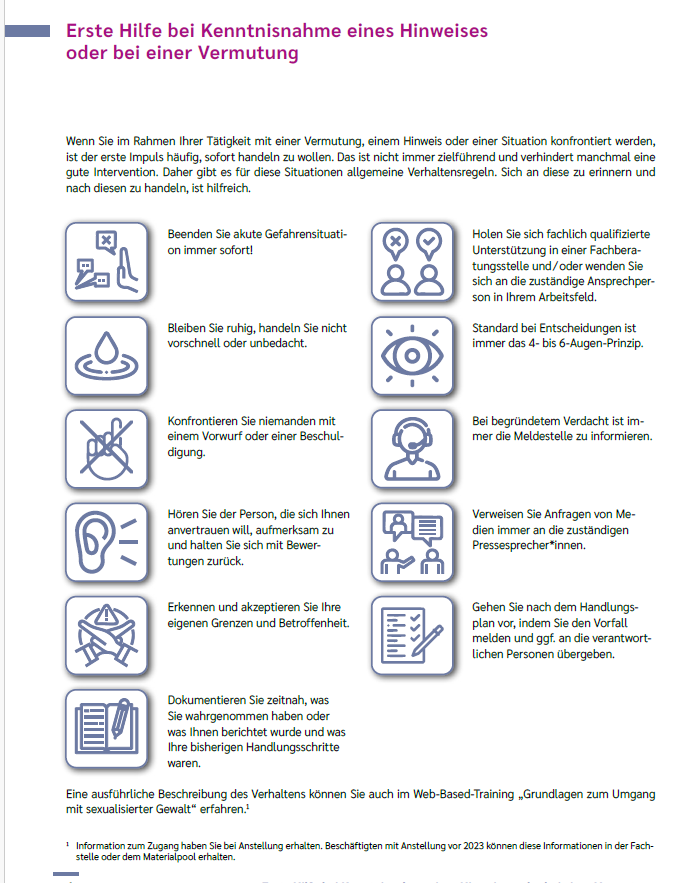 Erste Hilfe bei Kenntnisnahme eines Hinweises
oder bei einer Vermutung
Wenn Sie im Rahmen Ihrer Tätigkeit mit einer Vermutung, einem Hinweis oder einer Situation konfrontiert werden,
ist der erste Impuls häufig, sofort handeln zu wollen. Das ist nicht immer zielführend und verhindert manchmal eine
gute Intervention. Daher gibt es für diese Situationen allgemeine Verhaltensregeln. Sich an diese zu erinnern und
nach diesen zu handeln, ist hilfreich.
Beenden Sie akute Gefahrensituati-
on immer sofort!
Bleiben Sie ruhig, handeln Sie nicht
vorschnell oder unbedacht.
Konfrontieren Sie niemanden mit
einem Vorwurf oder einer Beschul-
digung.
Hören Sie der Person, die sich Ihnen
anvertrauen will, aufmerksam zu
und halten Sie sich mit Bewer-
tungen zurück.
Erkennen und akzeptieren Sie Ihre
eigenen Grenzen und Betroffenheit.
Dokumentieren Sie zeitnah, was
Sie wahrgenommen haben oder
was Ihnen berichtet wurde und was
Ihre bisherigen Handlungsschritte
waren.
Holen Sie sich fachlich qualifizierte
Unterstützung in einer Fachbera-
tungsstelle und/oder wenden Sie
sich an die zuständige Ansprechper-
son in Ihrem Arbeitsfeld.
Standard bei Entscheidungen ist
immer das 4- bis 6-Augen-Prinzip.
Bei begründetem Verdacht ist im-
mer die Meldestelle zu informieren.
Verweisen Sie Anfragen von Me-
dien immer an die zuständigen
Pressesprecher*innen.
Gehen Sie nach dem Handlungs-
plan vor, indem Sie den Vorfall
melden und ggf. an die verantwort-
lichen Personen übergeben.
Eine ausführliche Beschreibung des Verhaltens können Sie auch im Web-Based-Training „Grundlagen zum Umgang
mit sexualisierter Gewalt“ erfahren.¹
¹ Information zum Zugang haben Sie bei Anstellung erhalten. Beschäftigten mit Anstellung vor 2023 können diese Informationen in der Fach-
stelle oder dem Materialpool erhalten.